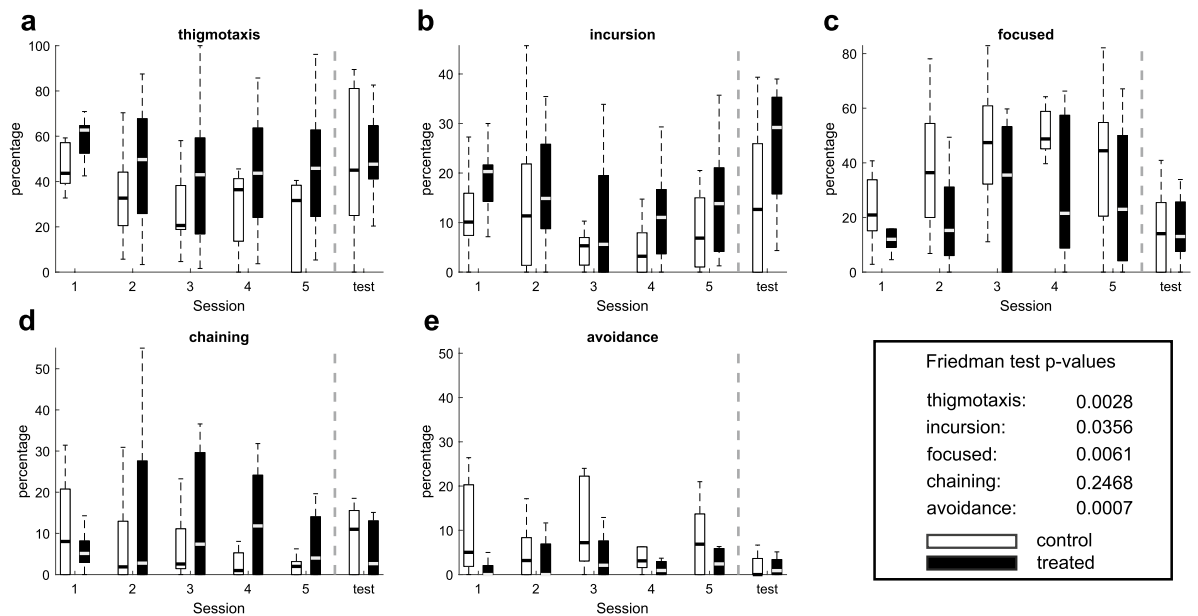 a
thigmotaxis
100
80
60
40
20
0
percentage
1 2 3 4 5 test
Session
b
incursion
40
30
20
10
0
percentage
1 2 3 4 5 test
Session
c
focused
80
60
40
20
0
percentage
1 2 3 4 5 test
Session
d
chaining
50
40
30
20
10
0
percentage
1 2 3 4 5 test
Session
e
avoidance
50
40
30
20
10
0
percentage
1 2 3 4 5 test
Session
Friedman test p-values
thigmotaxis: 0.0028
incursion: 0.0356
focused: 0.0061
chaining: 0.2468
avoidance: 0.0007
control
treated